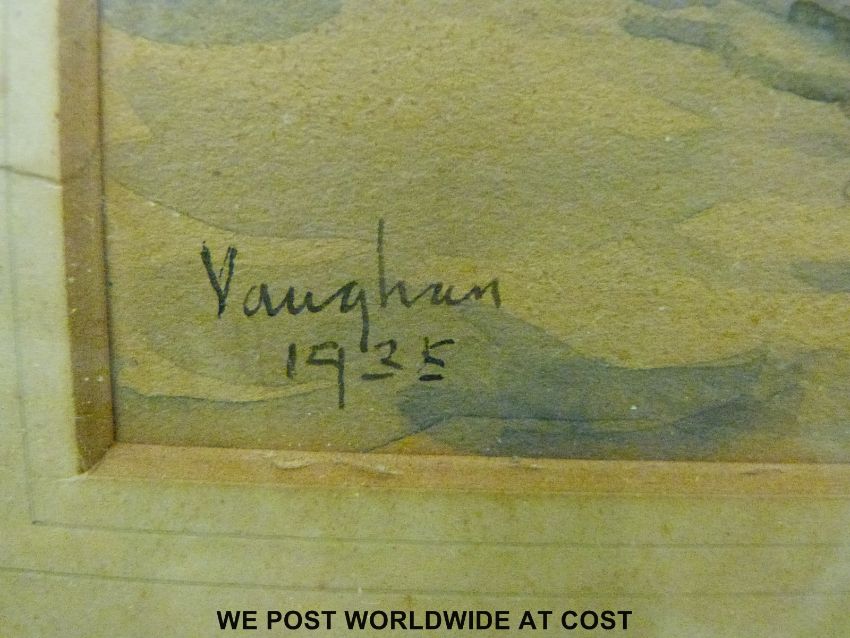 Vaughan
1935
WE POST WORLDWIDE AT COST